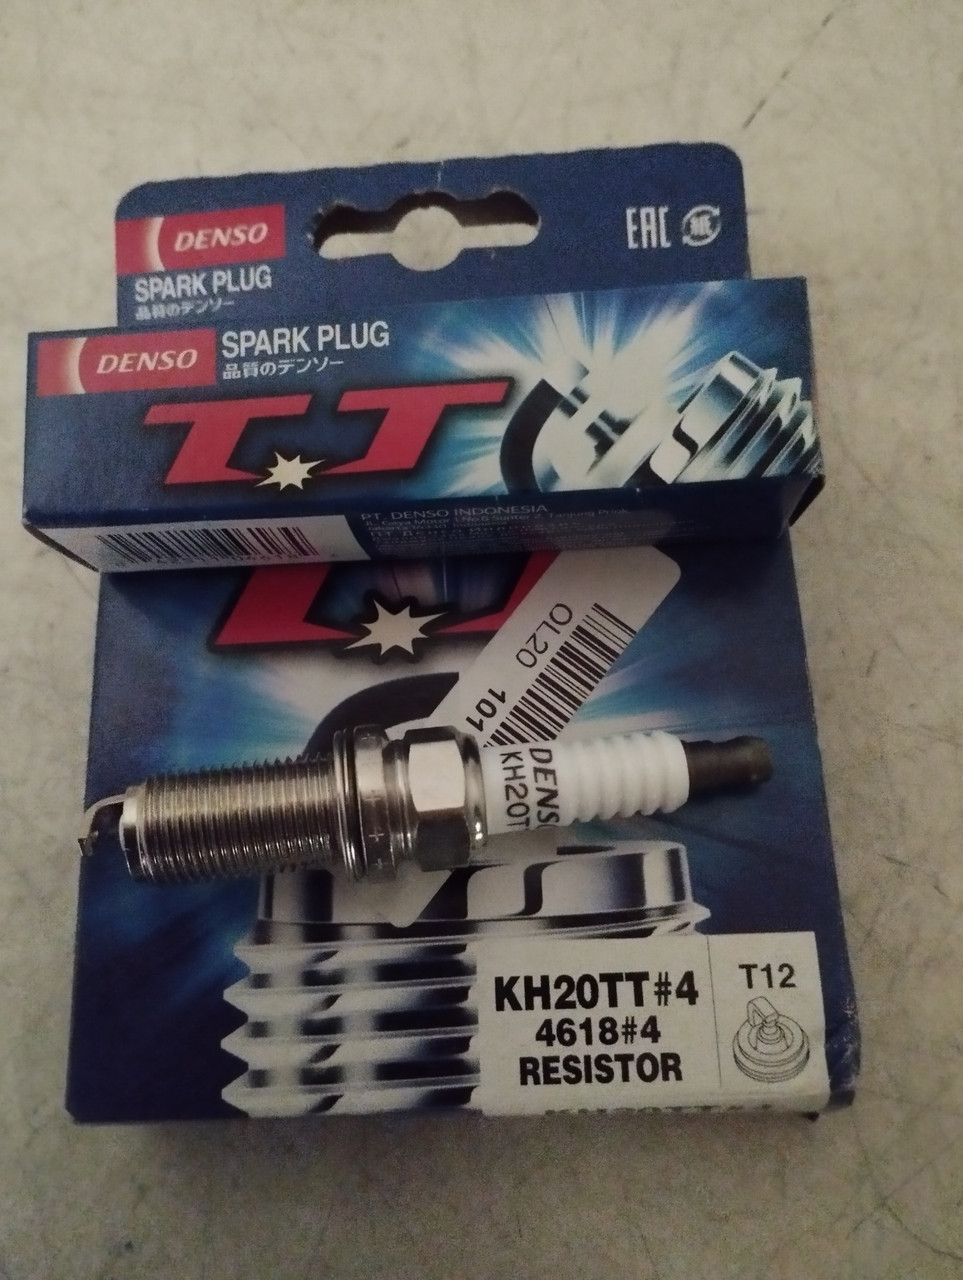 DENSO
SPARK PLUG
品質のデンソー
EAC
DENSO
SPARK PLUG
品質のデンソー
TT
PT. DENSO INDONESIA
OL20
101
DENSO
KH20T
KH20TT#4
4618#4
RESISTOR
T12